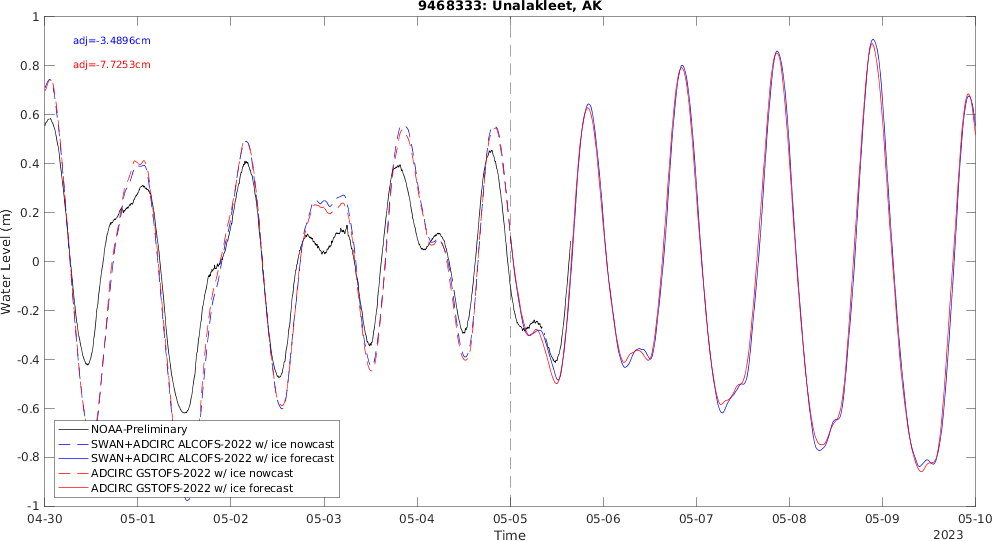 9468333: Unalakleet, AK
adj=-3.4896cm
adj=-7.7253cm
Water Level (m)
1
0.8
0.6
0.4
0.2
0
-0.2
-0.4
-0.6
-0.8
-1
NOAA-Preliminary
SWAN+ADCIRC ALCOFS-2022 w/ ice nowcast
SWAN+ADCIRC ALCOFS-2022 w/ ice forecast
ADCIRC GSTOFS-2022 w/ ice nowcast
ADCIRC GSTOFS-2022 w/ ice forecast
04-30 05-01 05-02 05-03 05-04 05-05 05-06 05-07 05-08 05-09 05-10
Time
2023